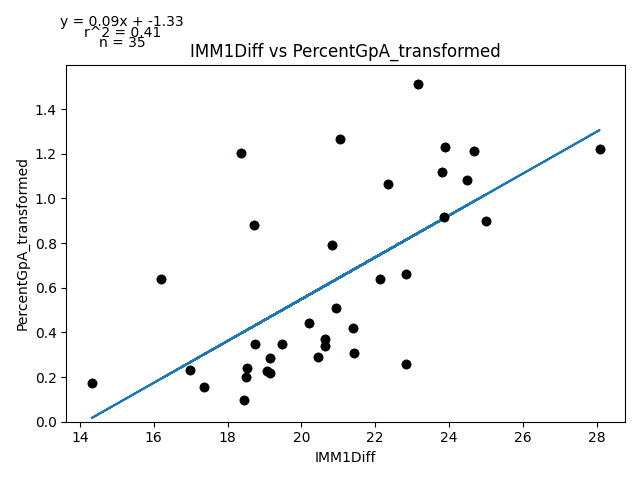 y = 0.09x + -1.33
r^2 = 0.41
n = 35
IMM1Diff vs PercentGpA_transformed
PercentGpA_transformed
1.4
1.2
1.0
0.8
0.6
0.4
0.2
0.0
14 16 18 20 22 24 26 28
IMM1Diff